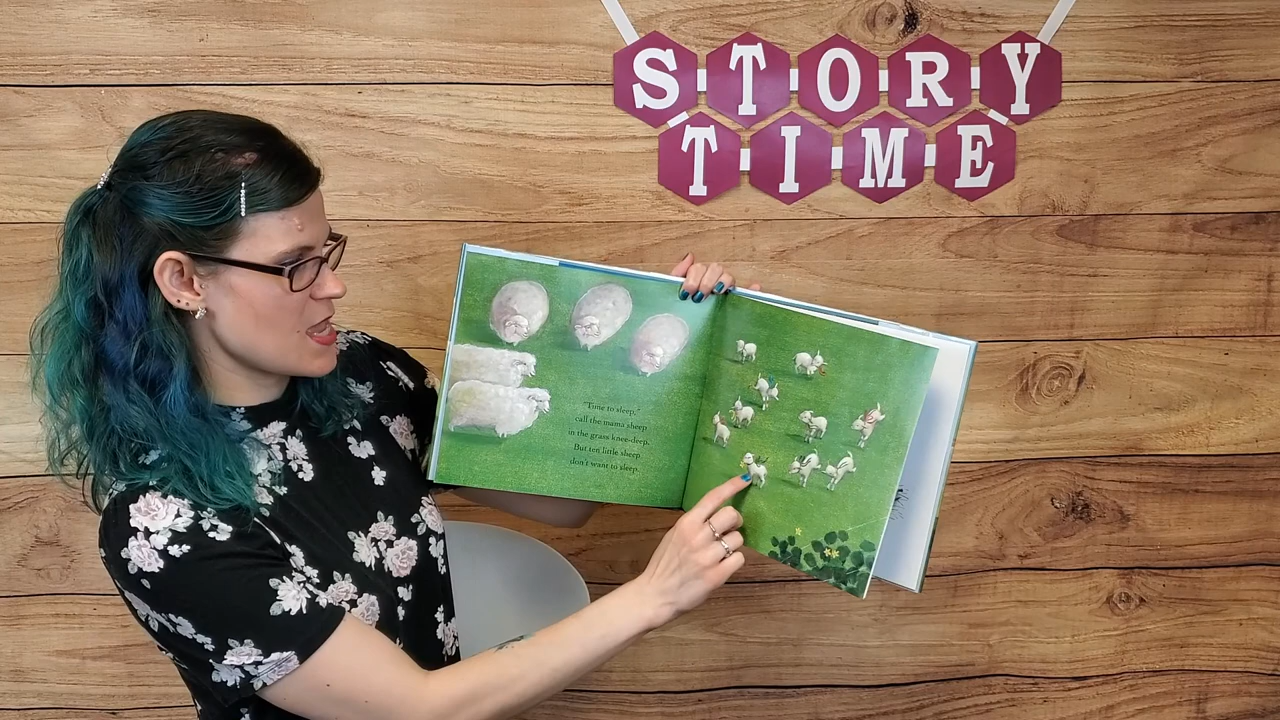 STORY
TIME
"Time to sleep,"
call the mama sheep
in the grass knee-deep.
But ten little sheep
don't want to sleep.